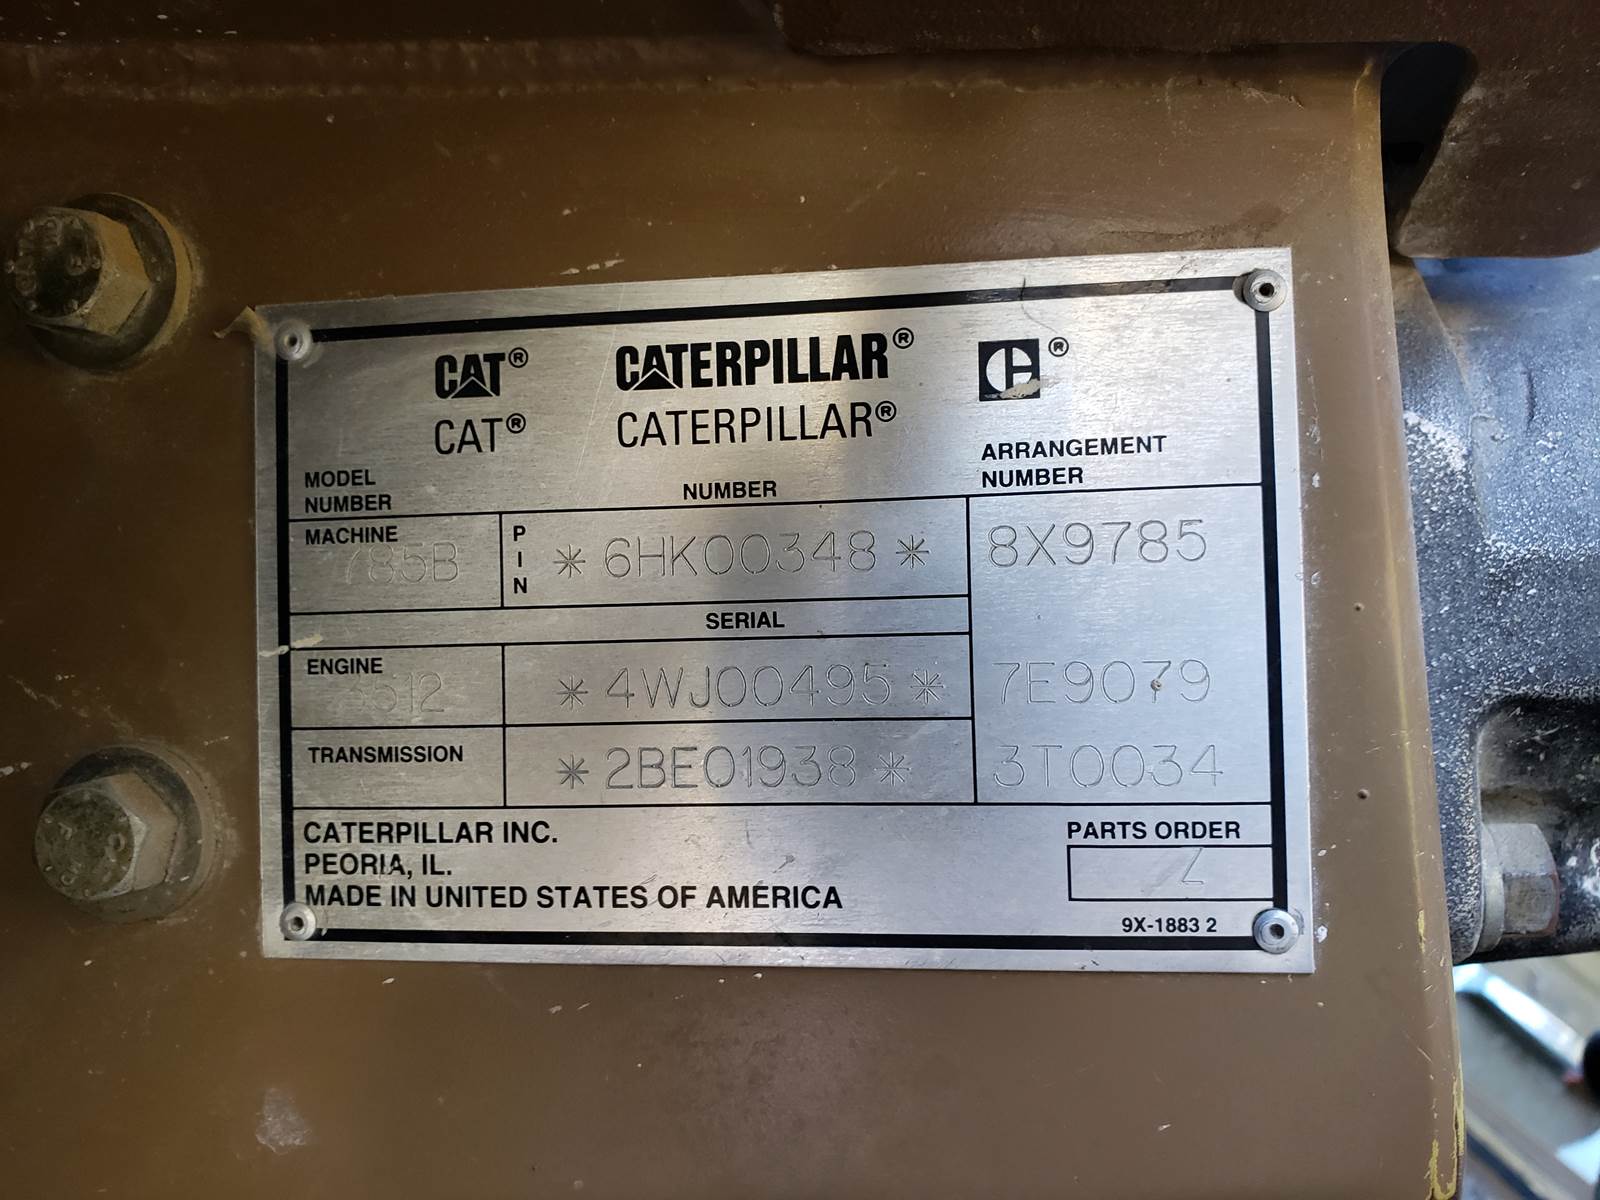 CAT® CATERPILLAR® C®
CAT® CATERPILLAR®
MODEL NUMBER
NUMBER
ARRANGEMENT NUMBER
MACHINE 785B PIN *6HK00348* 8X9785
SERIAL
ENGINE 3512 *4WJ00495* 7E9079
TRANSMISSION *2BE01938* 3T0034
CATERPILLAR INC.
PEORIA, IL.
MADE IN UNITED STATES OF AMERICA
PARTS ORDER
9X-1883 2